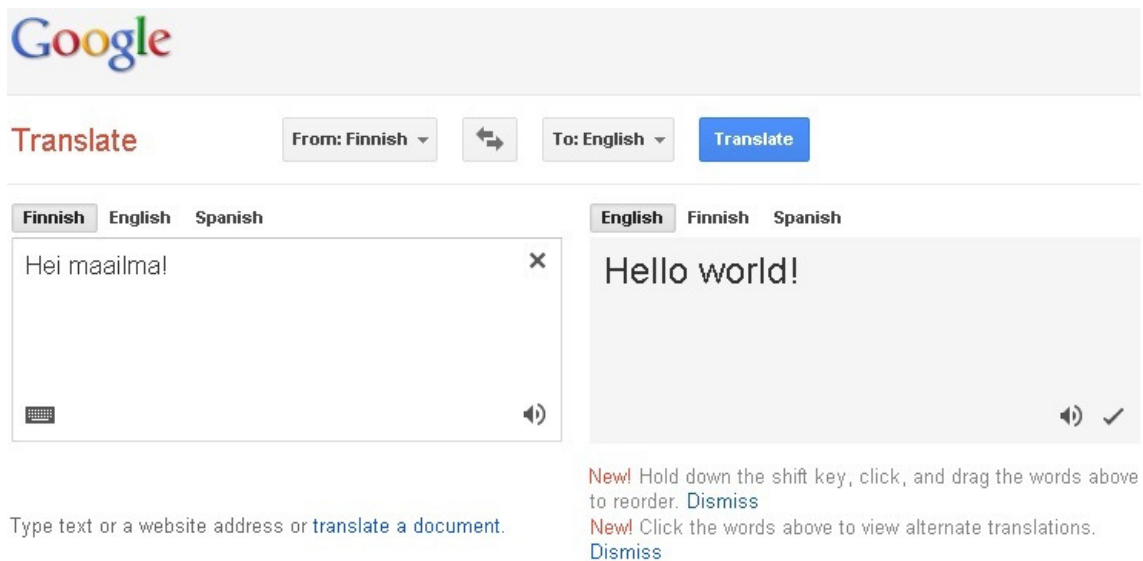 Google
Translate
From: Finnish
To: English
Translate
Finnish English Spanish
Hei maailma!
Type text or a website address or translate a document.
English Finnish Spanish
Hello world!
New! Hold down the shift key, click, and drag the words above
to reorder. Dismiss
New! Click the words above to view alternate translations.
Dismiss